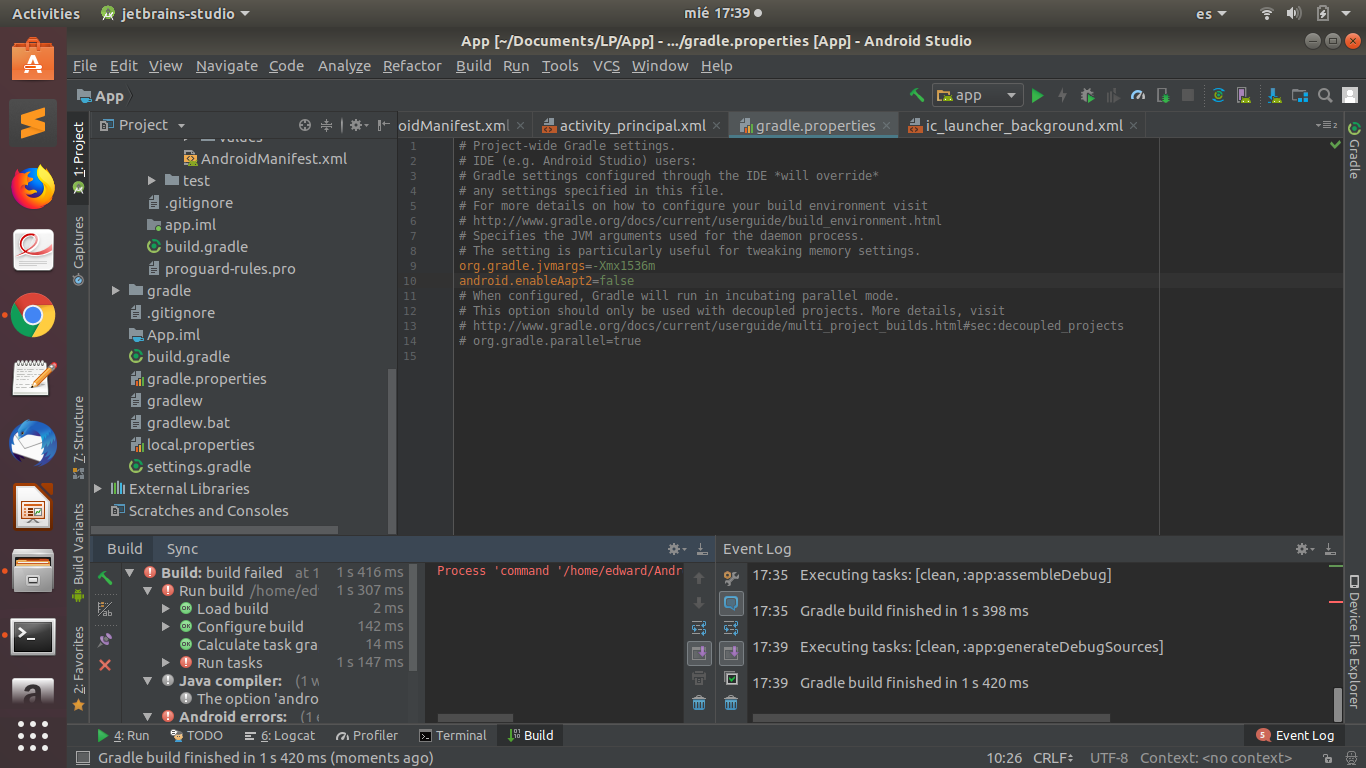 Activities
jetbrains-studio
mié 17:39
es
App [~/Documents/LP/App] - .../gradle.properties [App] - Android Studio
File Edit View Navigate Code Analyze Refactor Build Run Tools VCS Window Help
App
app
1: Project
Captures
7: Structure
Build Variants
2: Favorites
Project
AndroidManifest.xml
test
.gitignore
app.iml
build.gradle
proguard-rules.pro
gradle
.gitignore
App.iml
build.gradle
gradle.properties
gradlew
gradlew.bat
local.properties
settings.gradle
External Libraries
Scratches and Consoles
oidManifest.xml
activity_principal.xml
gradle.properties
ic_launcher_background.xml
2
1 # Project-wide Gradle settings.
2 # IDE (e.g. Android Studio) users:
3 # Gradle settings configured through the IDE *will override*
4 # any settings specified in this file.
5 # For more details on how to configure your build environment visit
6 # http://www.gradle.org/docs/current/userguide/build_environment.html
7 # Specifies the JVM arguments used for the daemon process.
8 # The setting is particularly useful for tweaking memory settings.
9 org.gradle.jvmargs=-Xmx1536m
10 android.enableAapt2=false
11 # When configured, Gradle will run in incubating parallel mode.
12 # This option should only be used with decoupled projects. More details, visit
13 # http://www.gradle.org/docs/current/userguide/multi_project_builds.html#sec:decoupled_projects
14 # org.gradle.parallel=true
15
Gradle
Device File Explorer
Build Sync
Build: build failed at 1 1 s 416 ms
Run build /home/ed 1 s 307 ms
Load build 2 ms
Configure build 142 ms
Calculate task gra 14 ms
Run tasks 1 s 147 ms
Java compiler: (1 w
The option 'andro
Android errors: (1 e
Process 'command '/home/edward/Andr
Event Log
17:35 Executing tasks: [clean, :app:assembleDebug]
17:35 Gradle build finished in 1 s 398 ms
17:39 Executing tasks: [clean, :app:generateDebugSources]
17:39 Gradle build finished in 1 s 420 ms
4: Run
TODO
6: Logcat
Profiler
Terminal
Build
5 Event Log
Gradle build finished in 1 s 420 ms (moments ago)
10:26 CRLF UTF-8 Context: <no context>